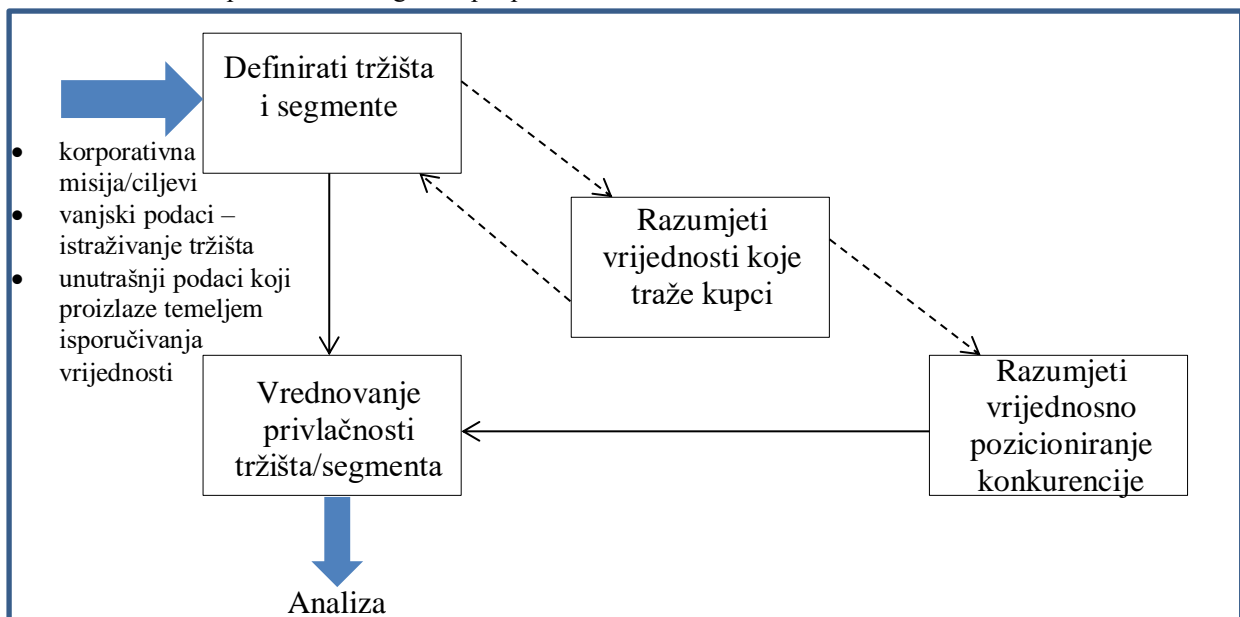 Definirati tržišta
i segmente
• korporativna
misija/ciljevi
• vanjski podaci –
istraživanje tržišta
• unutrašnji podaci koji
proizlaze temeljem
isporučivanja
vrijednosti
Razumjeti
vrijednosti koje
traže kupci
Vrednovanje
privlačnosti
tržišta/segmenta
Razumjeti
vrijednosno
pozicioniranje
konkurencije
Analiza